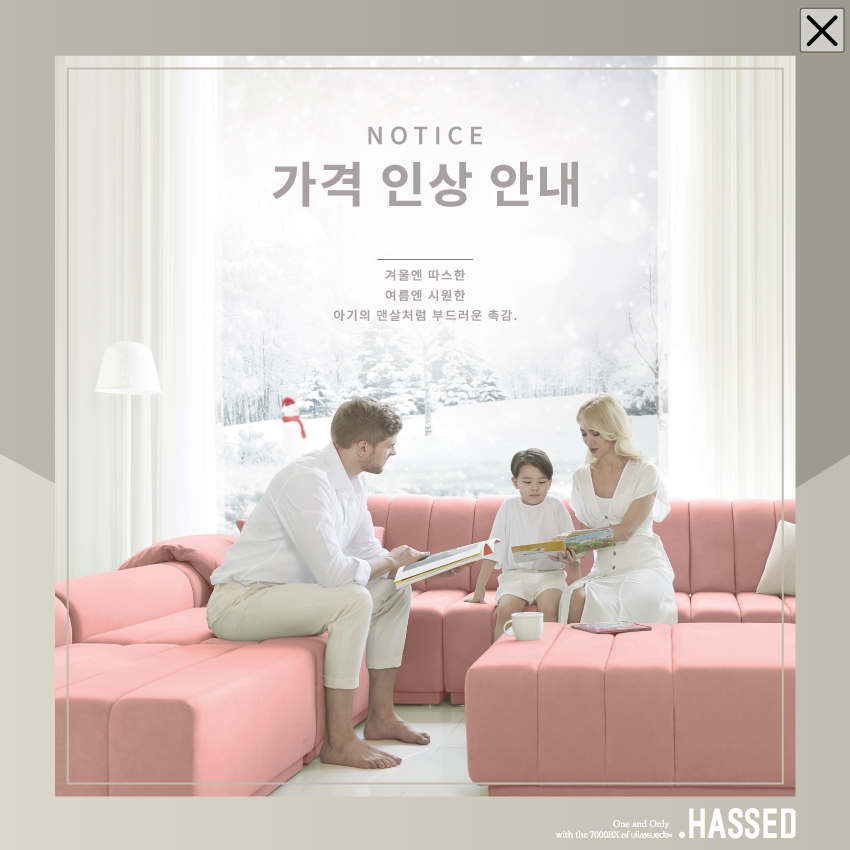 NOTICE
가격 인상 안내
겨울엔 따스한
여름엔 시원한
아기의 맨살처럼 부드러운 촉감.
One and Only
with the 7000BX of ultrasuede®
.HASSED